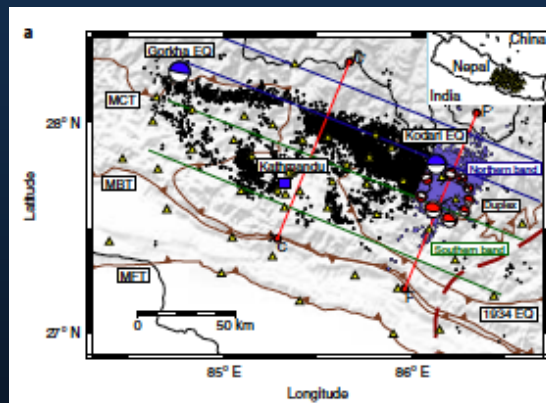 a
China
Nepal
India
Gorkha EQ
MCT
28° N
Kodari EQ
F'
Kathmandu
Northern band
MBT
Duplex
Southern band
C
F
MFT
1934 EQ
0 50 km
27° N
85° E
86° E
Latitude
Longitude